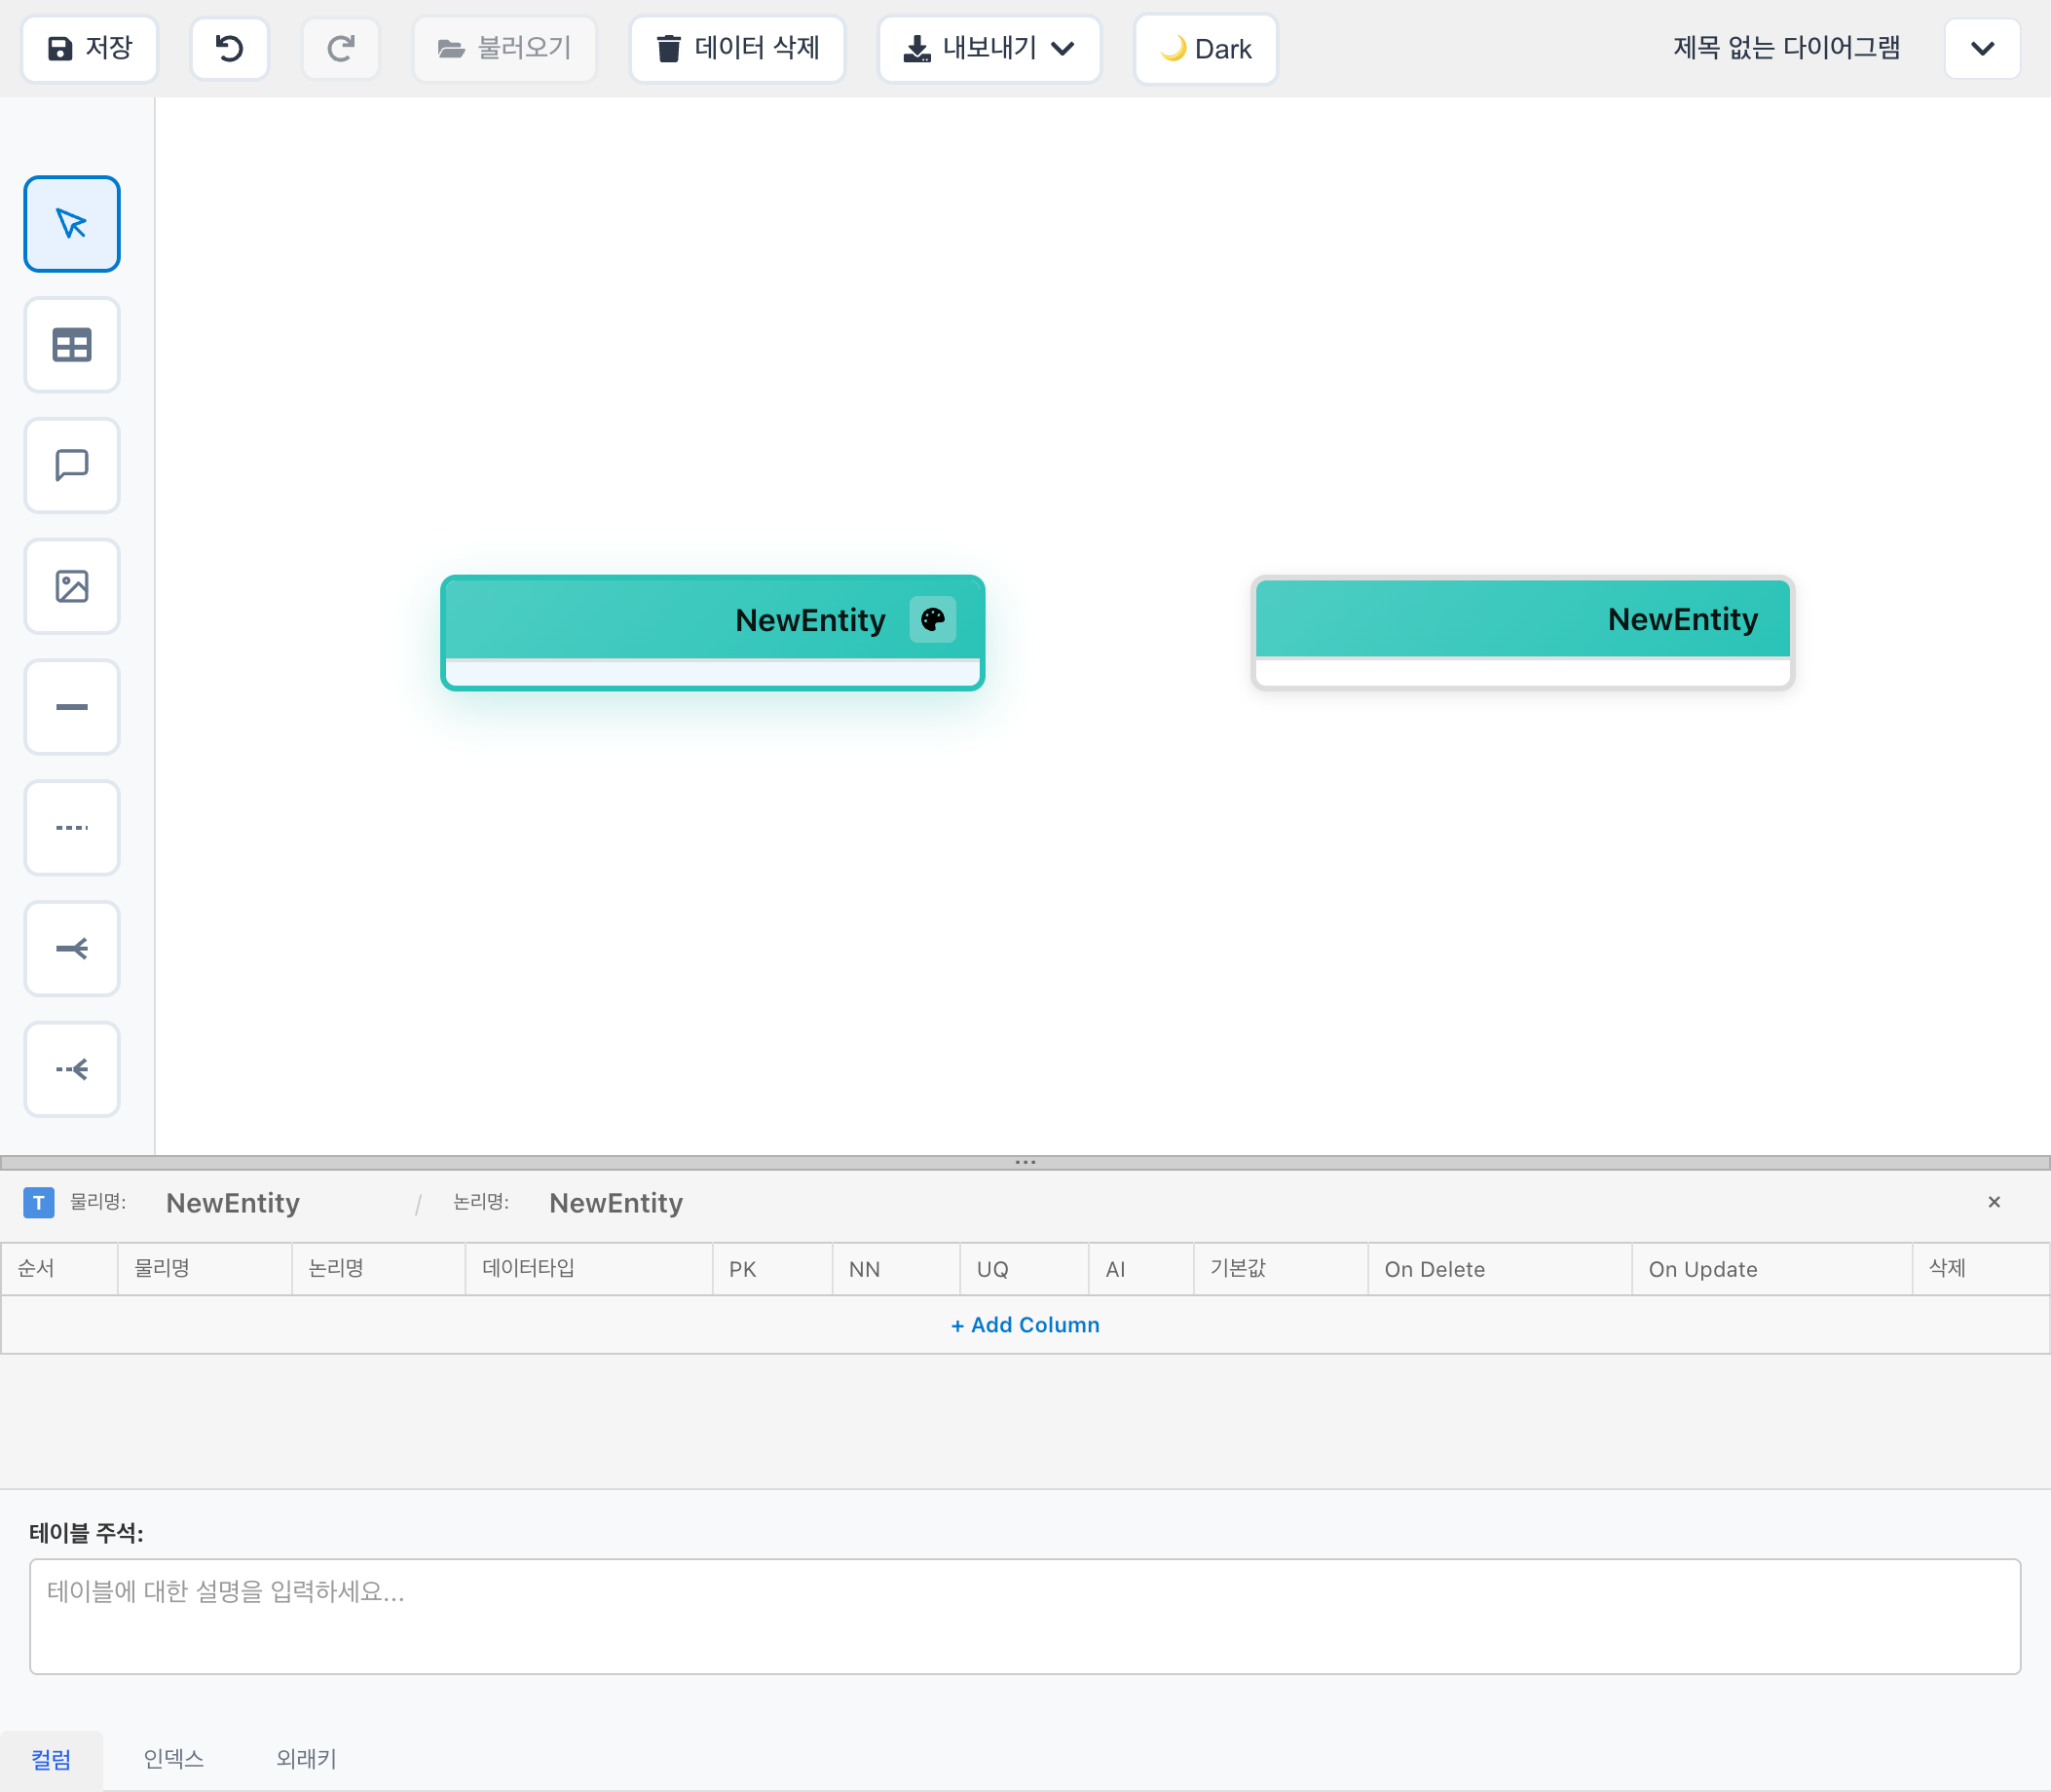 저장
불러오기
데이터 삭제
내보내기
🌙 Dark
제목 없는 다이어그램
NewEntity
NewEntity
T 물리명: NewEntity / 논리명: NewEntity ×
순서 물리명 논리명 데이터타입 PK NN UQ AI 기본값 On Delete On Update 삭제
+ Add Column
테이블 주석:
테이블에 대한 설명을 입력하세요...
컬럼 인덱스 외래키